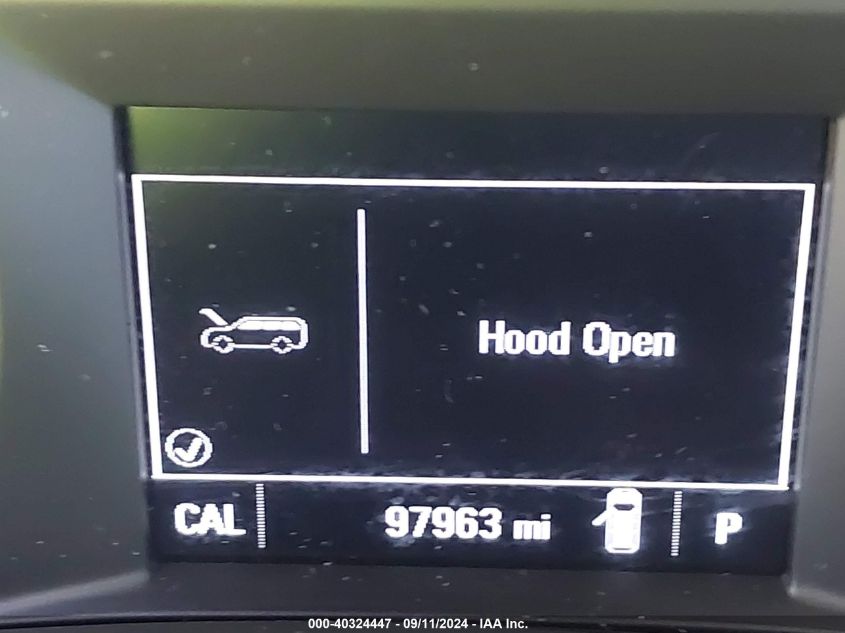 Hood Open
CAL 97963 mi P
000-40324447 - 09/11/2024 - IAA Inc.